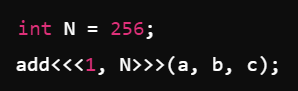 int N = 256;
add<<<1, N>>>(a, b, c);